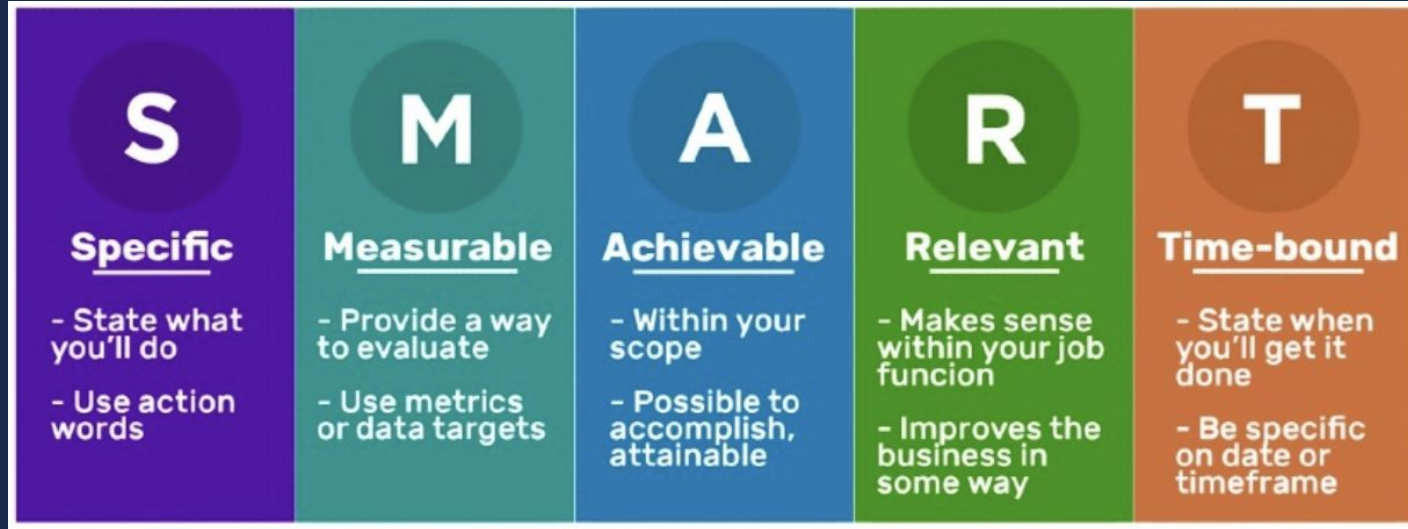 S
Specific
- State what
you'll do
- Use action
words
M
Measurable
- Provide a way
to evaluate
- Use metrics
or data targets
A
Achievable
- Within your
scope
- Possible to
accomplish,
attainable
R
Relevant
- Makes sense
within your job
funcion
- Improves the
business in
some way
T
Time-bound
- State when
you'll get it
done
- Be specific
on date or
timeframe